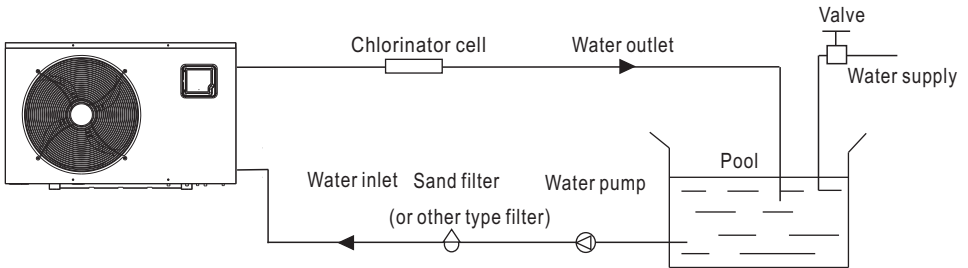 Valve
Chlorinator cell
Water outlet
Water supply
Pool
Water inlet
Sand filter
(or other type filter)
Water pump